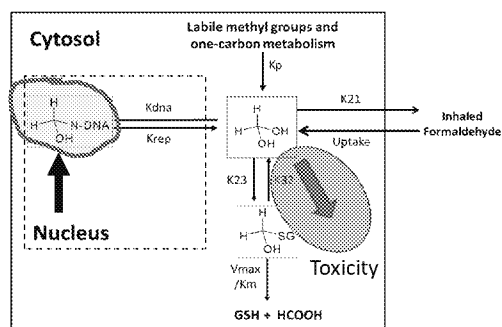 Cytosol
Labile methyl groups and
one-carbon metabolism
Kp
H
H
N-DNA
OH
Kdna
Krep
H
H
OH
OH
K21
Uptake
Inhaled
Formaldehyde
K23
K32
Nucleus
H
H
SG
OH
Toxicity
Vmax
/Km
GSH + HCOOH